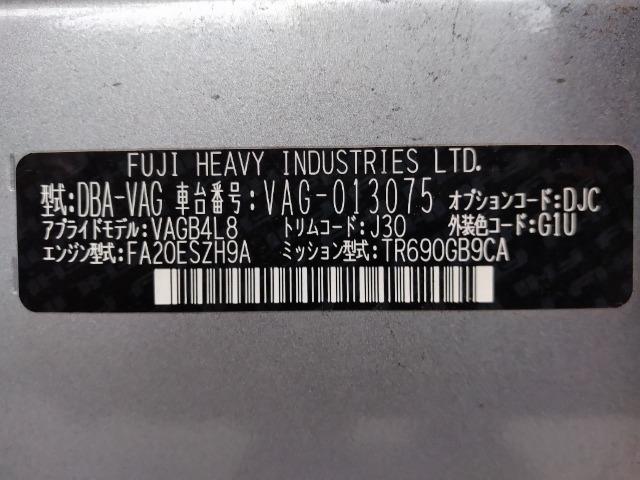 FUJI HEAVY INDUSTRIES LTD.
型式:DBA-VAG 車台番号:VAG-013075 オプションコード:DJC
アプライドモデル:VAGB4L8 トリムコード:J30 外装色コード:G1U
エンジン型式:FA20ESZH9A ミッション型式:TR690GB9CA